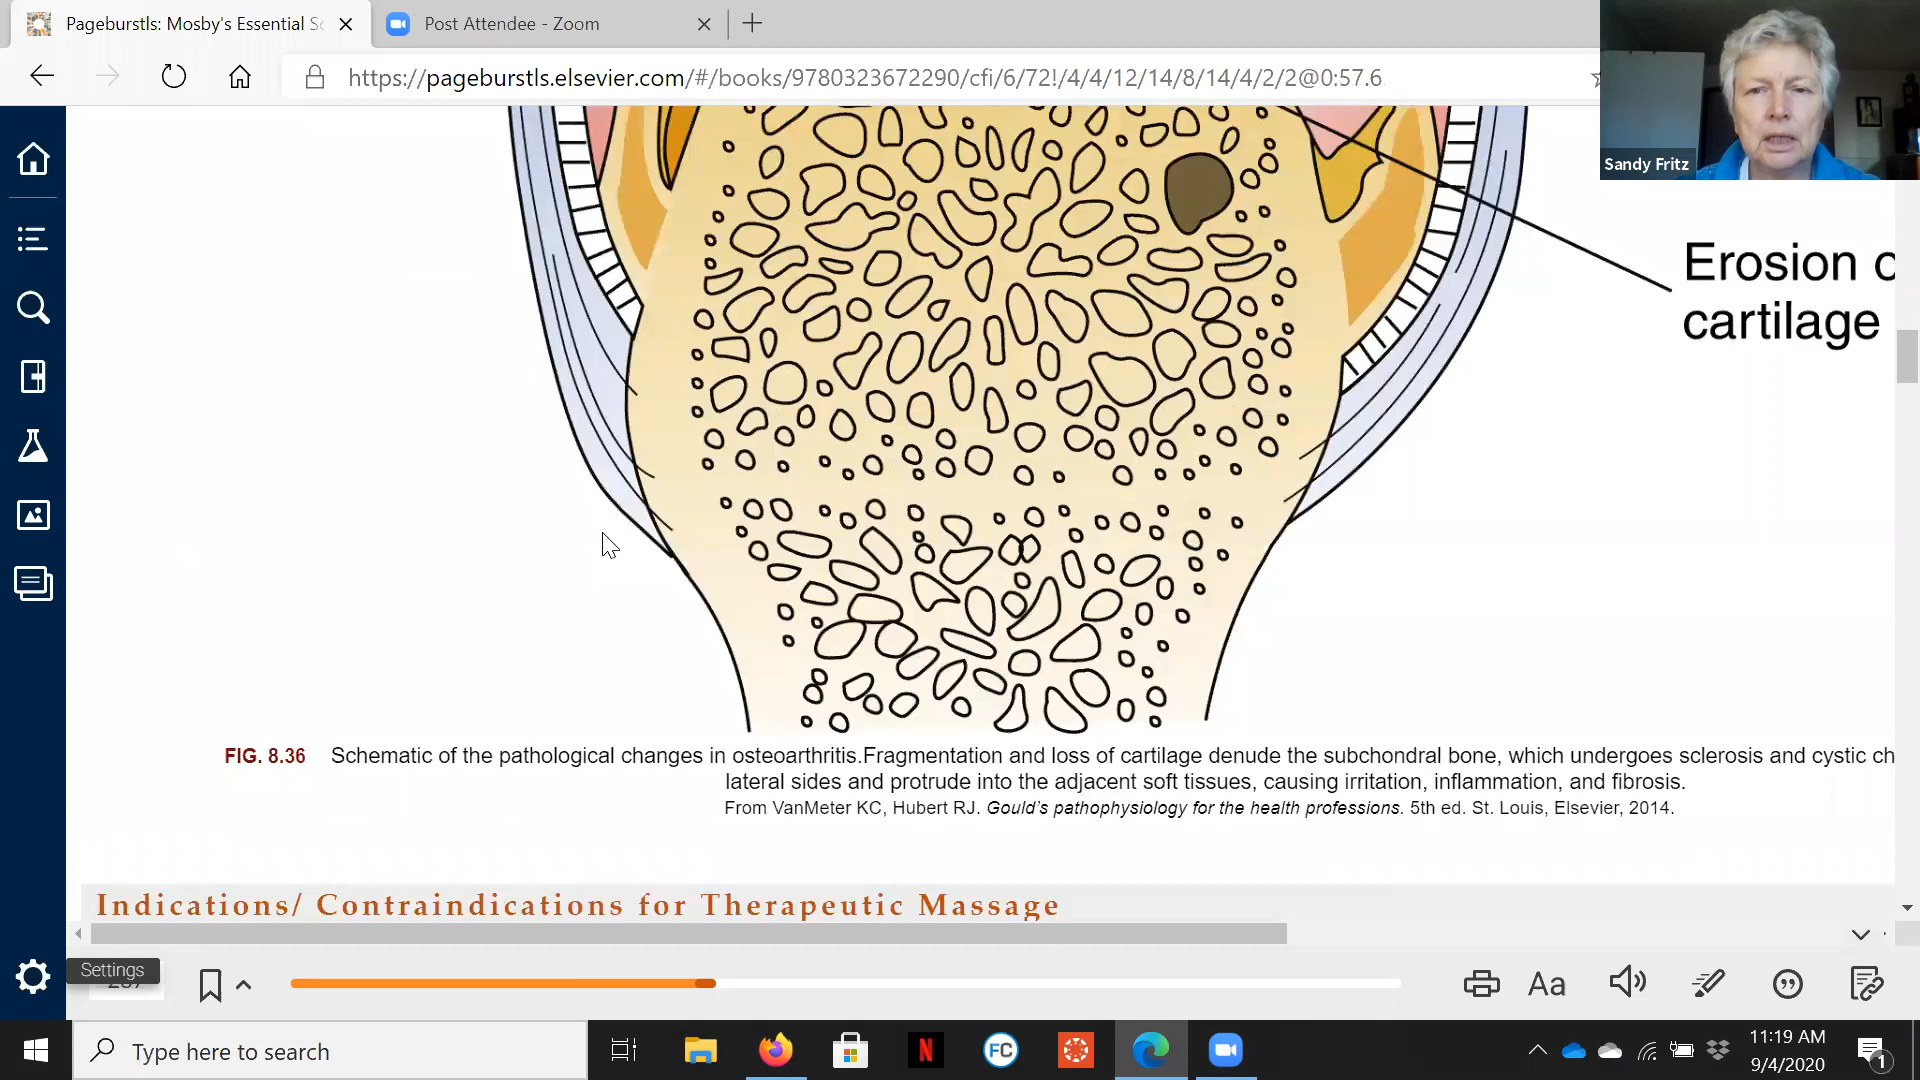 Pageburstls: Mosby's Essential Sc
Post Attendee - Zoom
https://pageburstls.elsevier.com/#/books/9780323672290/cfi/6/72!/4/4/12/14/8/14/4/2/2@0:57.6
Sandy Fritz
Erosion o
cartilage
FIG. 8.36 Schematic of the pathological changes in osteoarthritis.Fragmentation and loss of cartilage denude the subchondral bone, which undergoes sclerosis and cystic ch
lateral sides and protrude into the adjacent soft tissues, causing irritation, inflammation, and fibrosis.
From VanMeter KC, Hubert RJ. Gould's pathophysiology for the health professions. 5th ed. St. Louis, Elsevier, 2014.
Indications/ Contraindications for Therapeutic Massage
Settings
Aa
Type here to search
N
FC
11:19 AM
9/4/2020
1